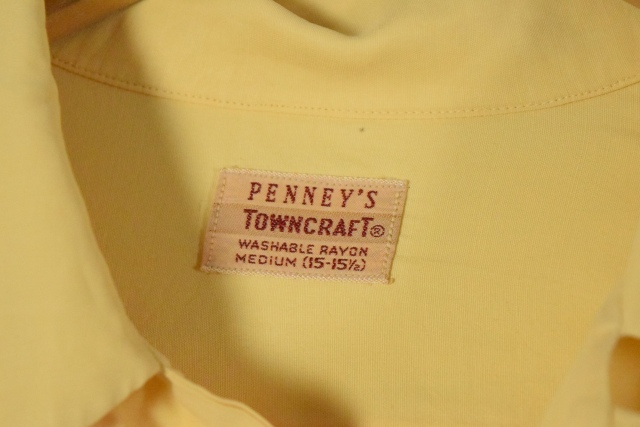 PENNEY'S
TOWNCRAFT®
WASHABLE RAYON
MEDIUM (15-15½)